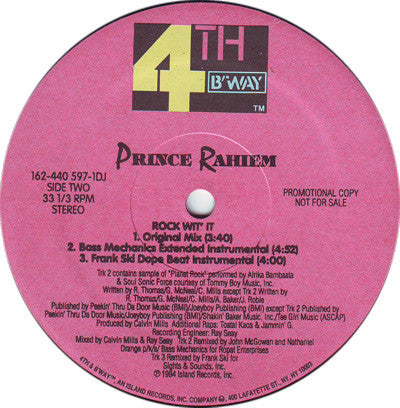 4TH
B'WAY
TM
PRINCE RAHIEM
162-440 597-1DJ
SIDE TWO
33 1/3 RPM
STEREO
PROMOTIONAL COPY
NOT FOR SALE
ROCK WIT' IT
1. Original Mix (3:40)
2. Bass Mechanics Extended Instrumental (4:52)
3. Frank Ski Dope Beat Instrumental (4:00)
Trk 2 contains sample of "Planet Rock" performed by Afrika Bambaata
& Soul Sonic Force courtesy of Tommy Boy Music, Inc.
Written by R. Thomas/G. McNeal/C. Mills except Trk 2 Written by
R. Thomas/G. McNeal/C. Mills/A. Baker/J. Robie
Published by Peekin' Thru Da Door Music/Joeyboy Publishing (BMI) except Trk 2 Published by
Peekin' Thru Da Door Music/Joeyboy Publishing (BMI)/Shakin' Baker Music, Inc./Tee Girl (ASCAP)
Produced by Calvin Mills Additional Raps: Tcatal Kaos & Jammin' G.
Recording Engineer: Ray Seay
Mixed by Calvin Mills & Ray Seay Trk 2 Remixed by John McGowan and Nathaniel
Orange p/k/a/ Bass Mechanics for Ropat Enterprises
Trk 3 Remixed by Frank Ski for
Sights & Sounds, Inc.
℗ 1994 Island Records, Inc.
4TH & B'WAY™, AN ISLAND RECORDS, INC. COMPANY, 400 LAFAYETTE ST, NY, NY 10003